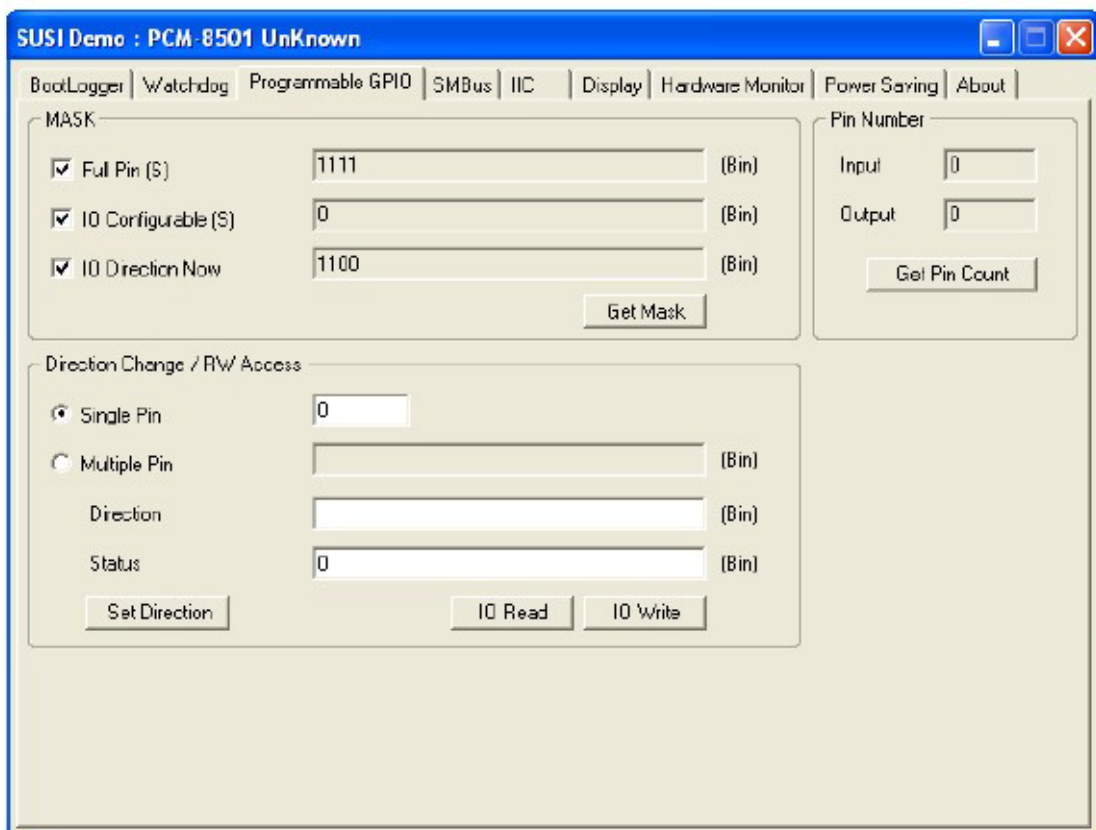 SUSI Demo : PCM-8501 UnKnown
BootLogger Watchdog Programmable GPIO SMBus IIC Display Hardware Monitor Power Saving About
MASK
Full Pin (S) 1111 (Bin)
IO Configurable (S) 0 (Bin)
IO Direction Now 1100 (Bin)
Get Mask
Pin Number
Input 0
Output 0
Get Pin Count
Direction Change / RW Access
Single Pin 0
Multiple Pin (Bin)
Direction (Bin)
Status 0 (Bin)
Set Direction IO Read IO Write